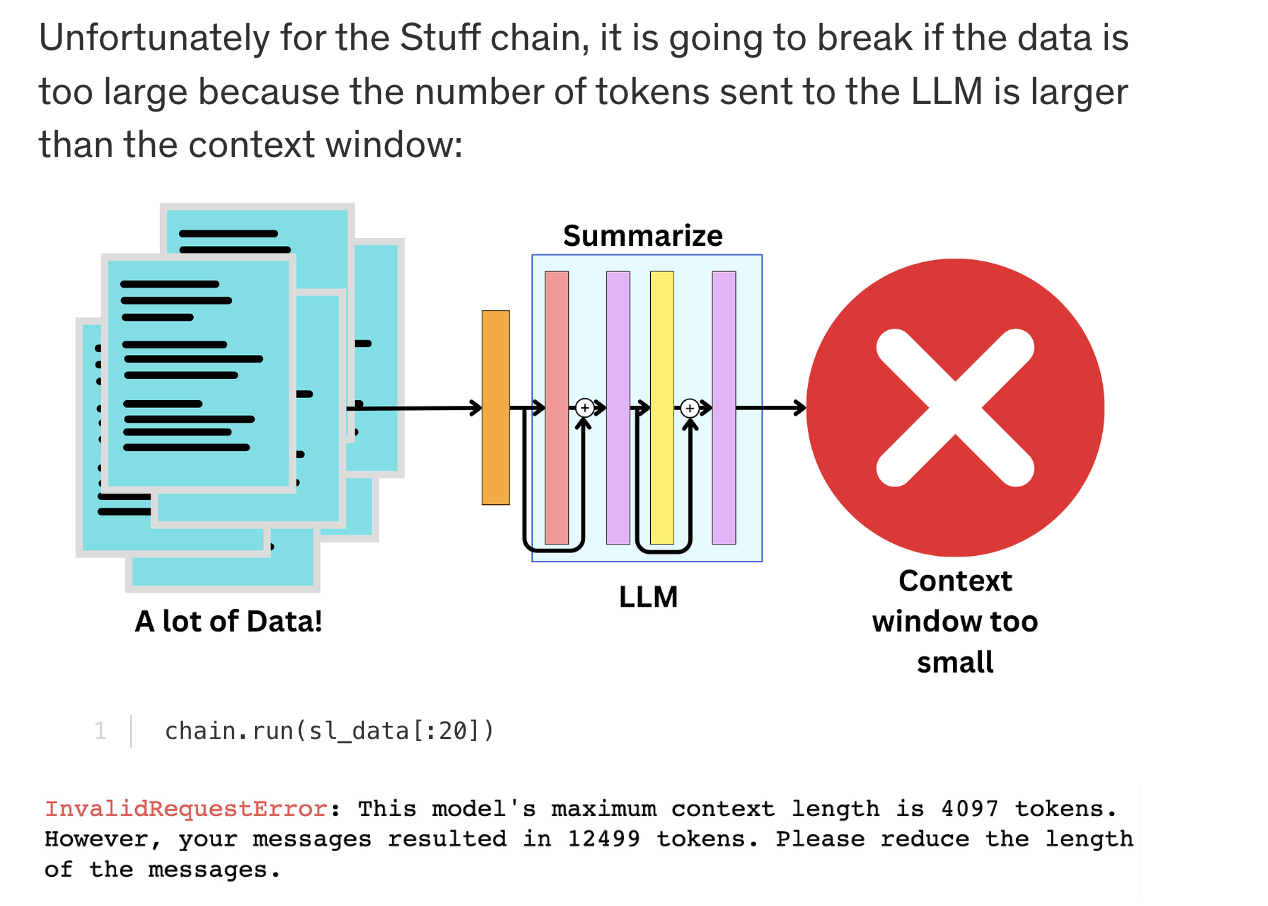 Unfortunately for the Stuff chain, it is going to break if the data is
too large because the number of tokens sent to the LLM is larger
than the context window:
Summarize
A lot of Data!
LLM
Context
window too
small
1
chain.run(sl_data[:20])
InvalidRequestError: This model's maximum context length is 4097 tokens.
However, your messages resulted in 12499 tokens. Please reduce the length
of the messages.